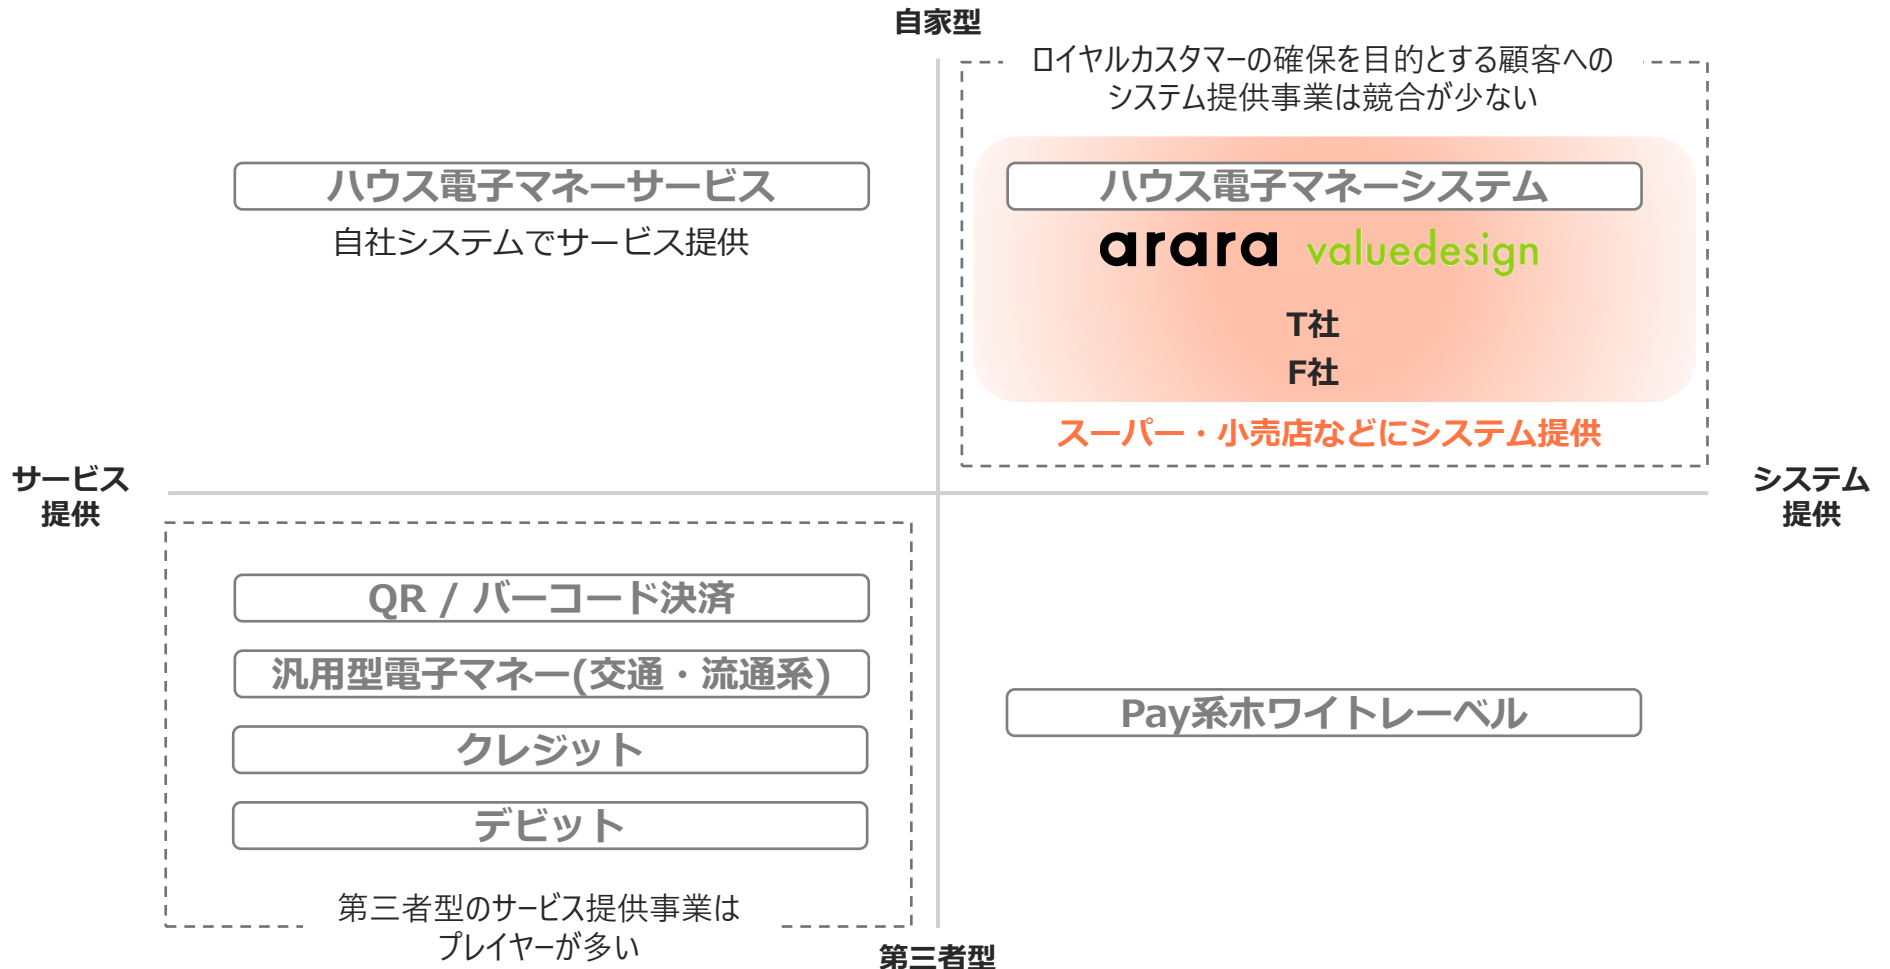 自家型
ロイヤルカスタマーの確保を目的とする顧客への
システム提供事業は競合が少ない
ハウス電子マネーサービス
自社システムでサービス提供
ハウス電子マネーシステム
arara valuedesign
T社
F社
スーパー・小売店などにシステム提供
サービス
提供
システム
提供
QR / バーコード決済
汎用型電子マネー(交通・流通系)
クレジット
デビット
第三者型のサービス提供事業は
プレイヤーが多い
Pay系ホワイトレーベル
第三者型